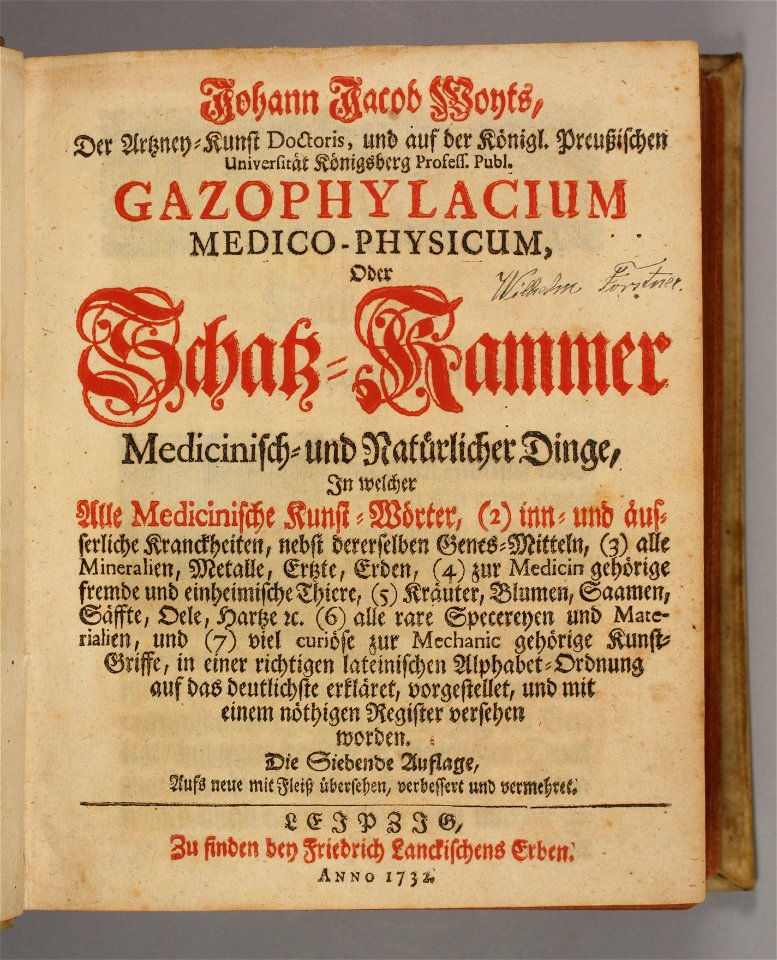 Johann Jacob Woyts,
Der Artzney-Kunst Doctoris, und auf der Königl. Preußischen
Universität Königsberg Profess. Publ.
GAZOPHYLACIUM
MEDICO-PHYSICUM,
Oder
Wilhelm Forstner.
Schatz-Kammer
Medicinisch- und Natürlicher Dinge,
In welcher
Alle Medicinische Kunst-Wörter, (2) inn- und äus-
serliche Kranckheiten, nebst dererselben Genes-Mitteln, (3) alle
Mineralien, Metalle, Ertzte, Erden, (4) zur Medicin gehörige
fremde und einheimische Thiere, (5) Kräuter, Blumen, Saamen,
Säffte, Oele, Hartze ꝛc. (6) alle rare Specereyen und Mate-
rialien, und (7) viel curiöse zur Mechanic gehörige Kunst-
Griffe, in einer richtigen lateinischen Alphabet-Ordnung
auf das deutlichste erkläret, vorgestellet, und mit
einem nöthigen Register versehen
worden.
Die Siebende Auflage,
Aufs neue mit Fleiß übersehen, verbessert und vermehret.
LEIPZIG,
Zu finden bey Friedrich Lanckischens Erben.
ANNO 1732.